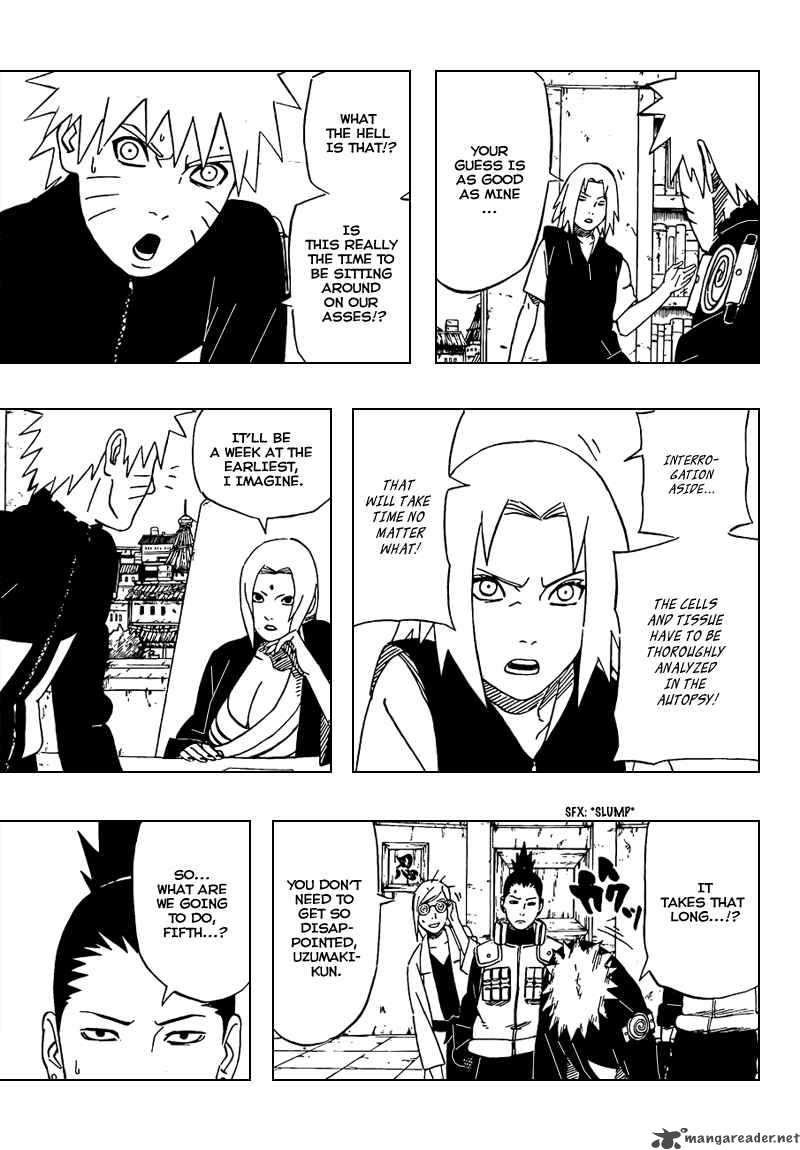 YOUR
GUESS IS
AS GOOD
AS MINE
...
WHAT
THE HELL
IS THAT!?
IS
THIS REALLY
THE TIME TO
BE SITTING
AROUND
ON OUR
ASSES!?
INTERRO-
GATION
ASIDE...
THE CELLS
AND TISSUE
HAVE TO BE
THOROUGHLY
ANALYZED
IN THE
AUTOPSY!
THAT
WILL TAKE
TIME NO
MATTER
WHAT!
IT'LL BE
A WEEK AT THE
EARLIEST,
I IMAGINE.
SFX: *SLUMP*
IT
TAKES THAT
LONG...!?
ガクッ
忍
YOU DON'T
NEED TO
GET SO
DISAP-
POINTED,
UZUMAKI-
KUN.
SO...
WHAT ARE
WE GOING
TO DO,
FIFTH...?
mangareader.net